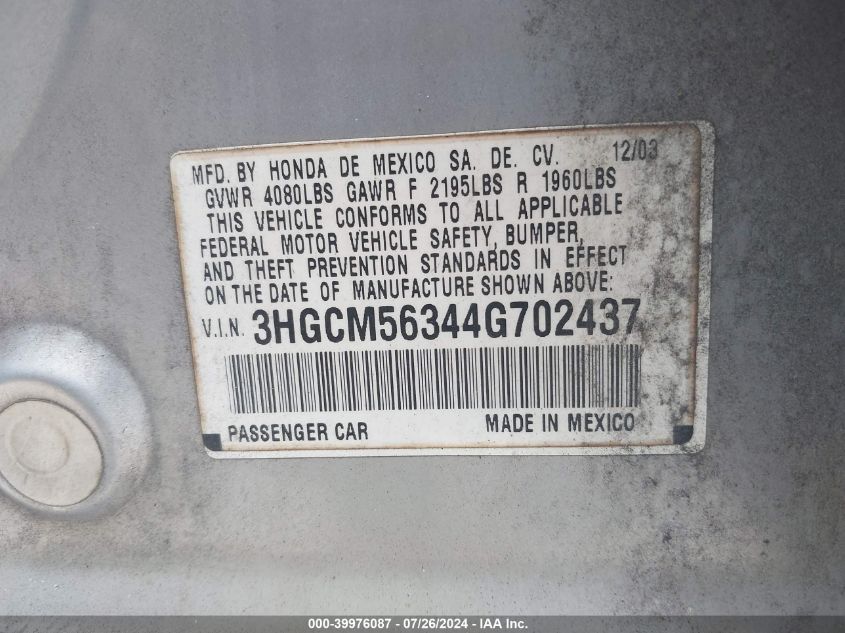 MFD. BY HONDA DE MEXICO SA. DE. CV. 12/03
GVWR 4080LBS GAWR F 2195LBS R 1960LBS
THIS VEHICLE CONFORMS TO ALL APPLICABLE
FEDERAL MOTOR VEHICLE SAFETY, BUMPER,
AND THEFT PREVENTION STANDARDS IN EFFECT
ON THE DATE OF MANUFACTURE SHOWN ABOVE:
V.I.N. 3HGCM56344G702437
PASSENGER CAR MADE IN MEXICO
000-39976087 - 07/26/2024 - IAA Inc.